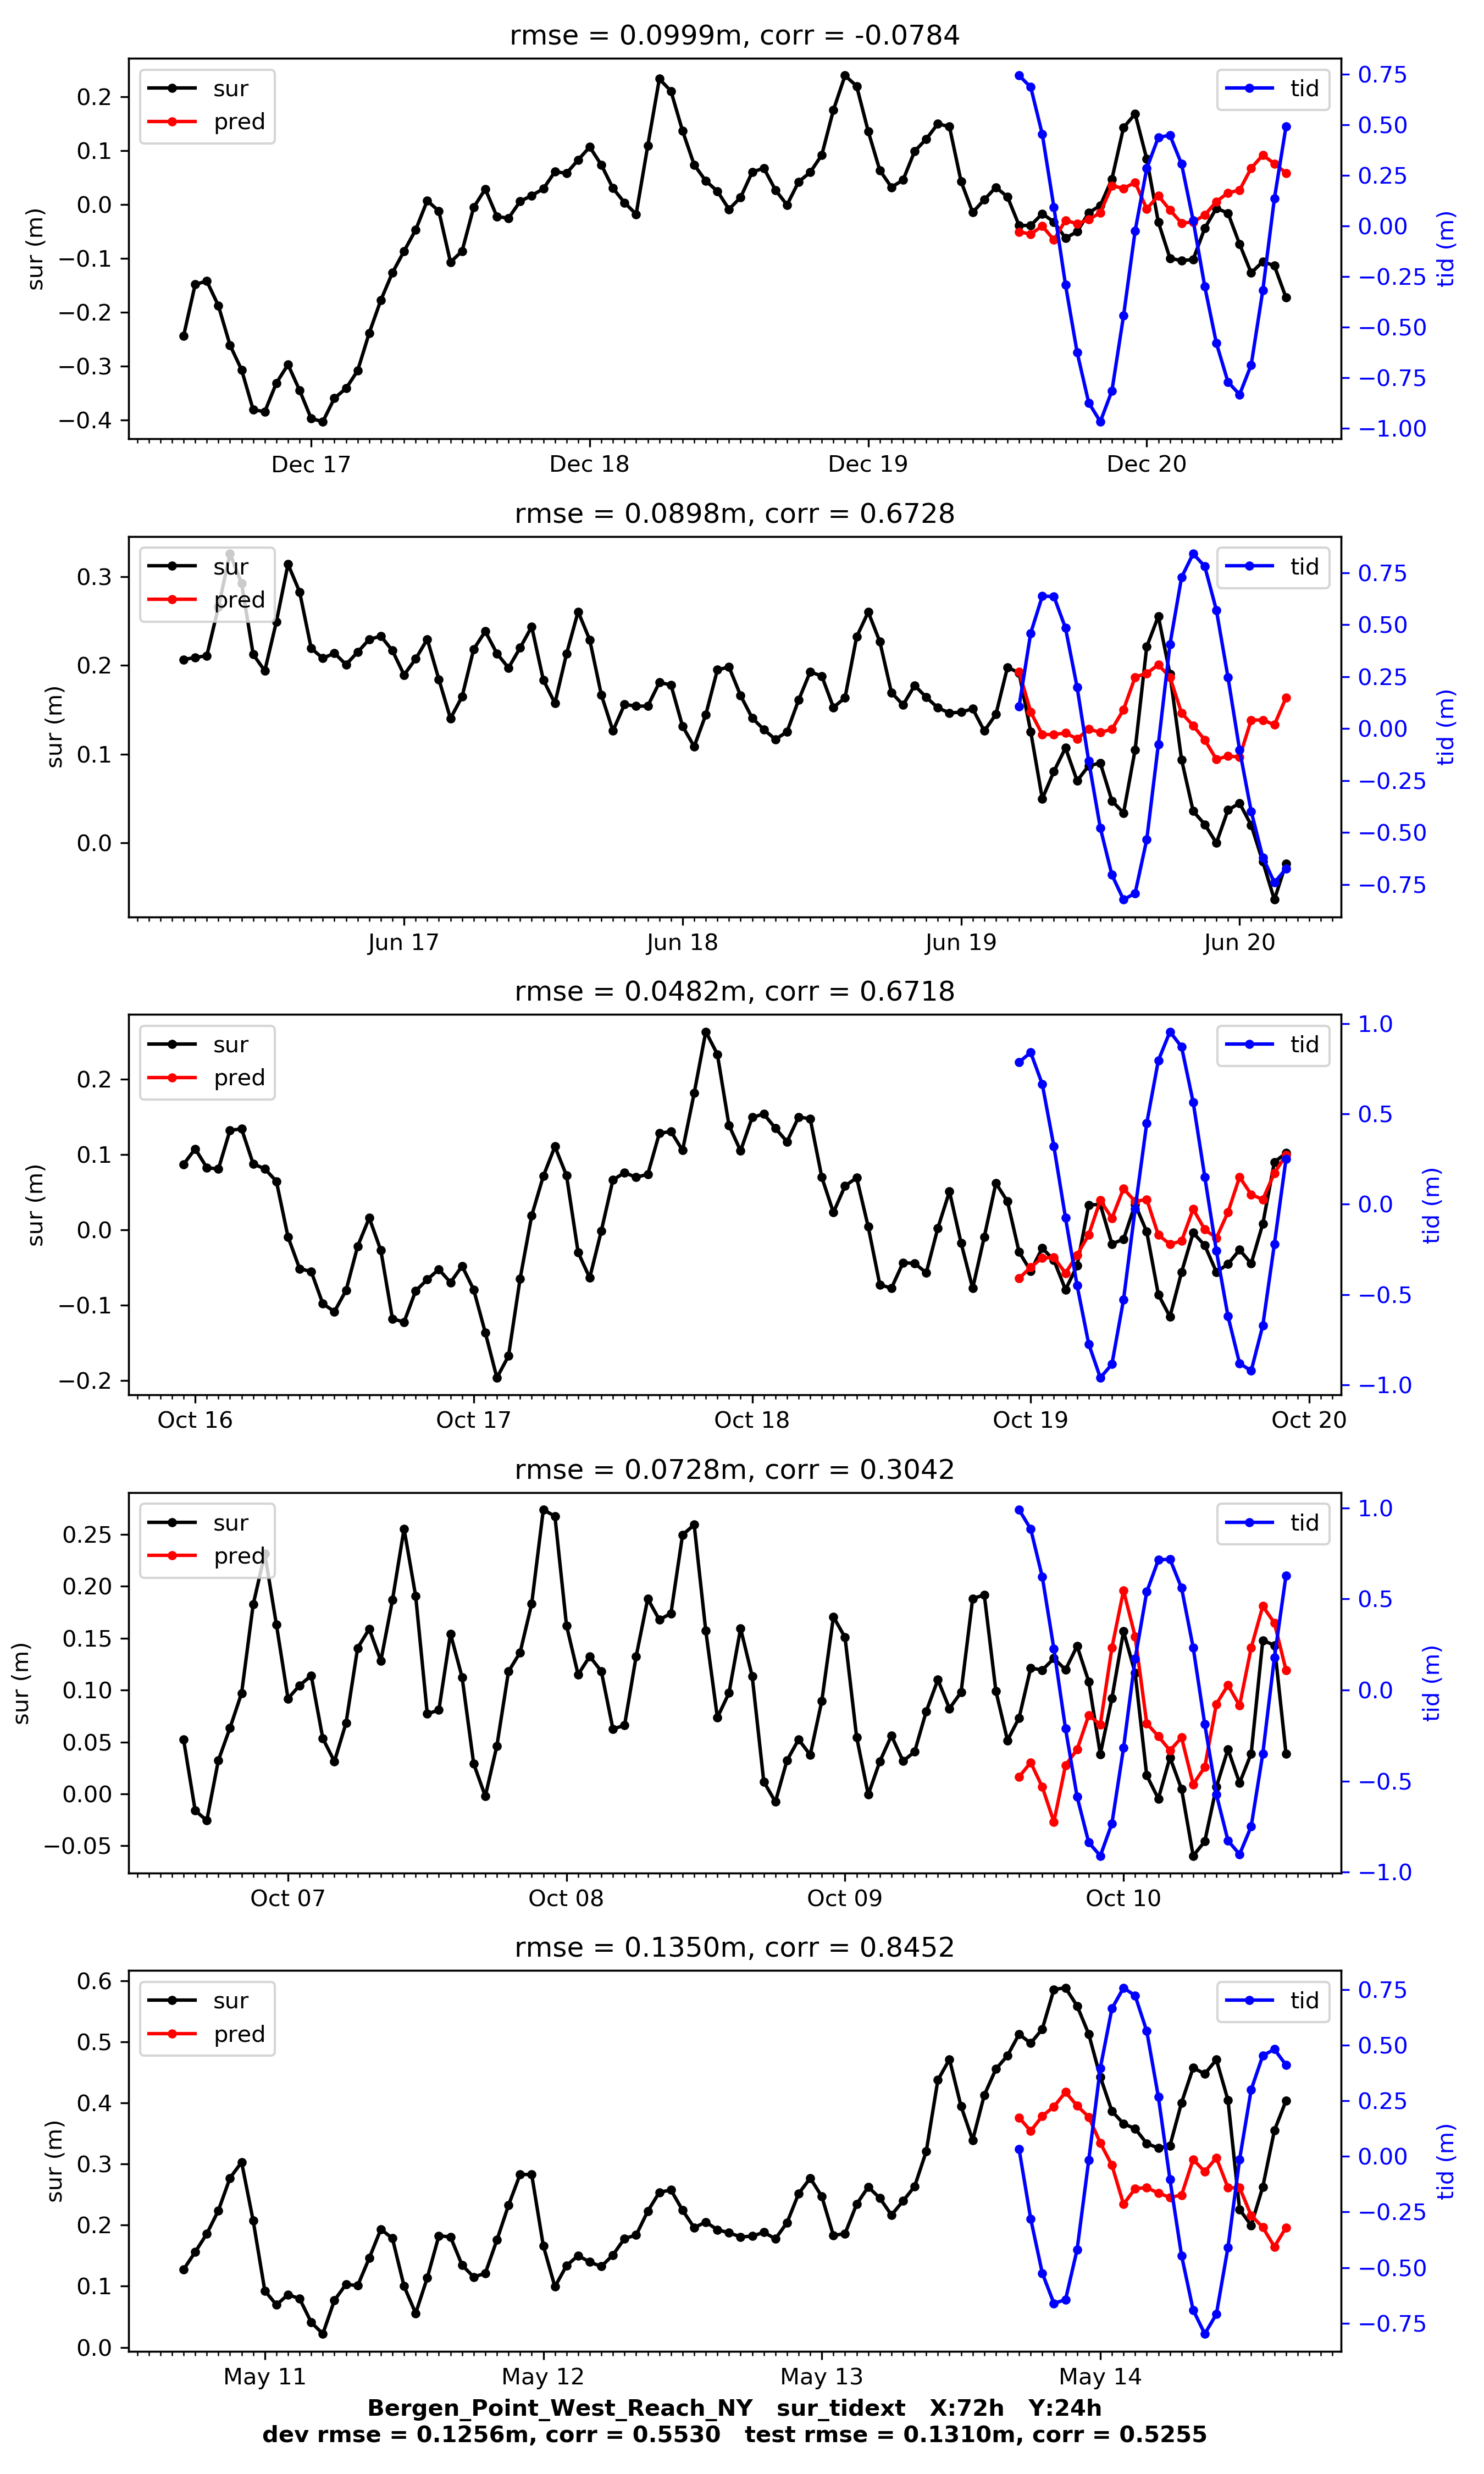 rmse = 0.0999m, corr = -0.0784
sur
pred
tid
0.2
0.1
0.0
−0.1
−0.2
−0.3
−0.4
sur (m)
0.75
0.50
0.25
0.00
−0.25
−0.50
−0.75
−1.00
tid (m)
Dec 17 Dec 18 Dec 19 Dec 20
rmse = 0.0898m, corr = 0.6728
sur
pred
tid
0.3
0.2
0.1
0.0
sur (m)
0.75
0.50
0.25
0.00
−0.25
−0.50
−0.75
tid (m)
Jun 17 Jun 18 Jun 19 Jun 20
rmse = 0.0482m, corr = 0.6718
sur
pred
tid
0.2
0.1
0.0
−0.1
−0.2
sur (m)
1.0
0.5
0.0
−0.5
−1.0
tid (m)
Oct 16 Oct 17 Oct 18 Oct 19 Oct 20
rmse = 0.0728m, corr = 0.3042
sur
pred
tid
0.25
0.20
0.15
0.10
0.05
0.00
−0.05
sur (m)
1.0
0.5
0.0
−0.5
−1.0
tid (m)
Oct 07 Oct 08 Oct 09 Oct 10
rmse = 0.1350m, corr = 0.8452
sur
pred
tid
0.6
0.5
0.4
0.3
0.2
0.1
0.0
sur (m)
0.75
0.50
0.25
0.00
−0.25
−0.50
−0.75
tid (m)
May 11 May 12 May 13 May 14
Bergen_Point_West_Reach_NY sur_tidext X:72h Y:24h
dev rmse = 0.1256m, corr = 0.5530 test rmse = 0.1310m, corr = 0.5255